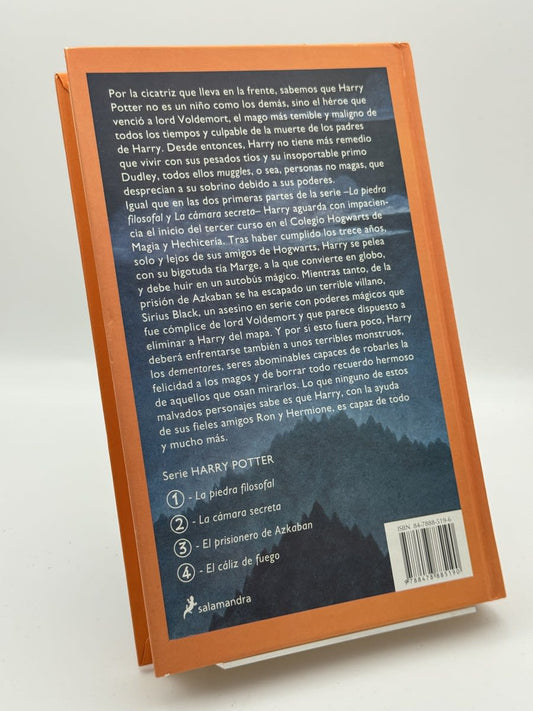 Por la cicatriz que lleva en la frente, sabemos que Harry
Potter no es un niño como los demás, sino el héroe que
venció a lord Voldemort, el mago más temible y maligno de
todos los tiempos y culpable de la muerte de los padres
de Harry. Desde entonces, Harry no tiene más remedio
que vivir con sus pesados tíos y su insoportable primo
Dudley, todos ellos muggles, o sea, personas no magas, que
desprecian a su sobrino debido a sus poderes.
Igual que en las dos primeras partes de la serie –La piedra
filosofal y La cámara secreta– Harry aguarda con impacien-
cia el inicio del tercer curso en el Colegio Hogwarts de
Magia y Hechicería. Tras haber cumplido los trece años,
solo y lejos de sus amigos de Hogwarts, Harry se pelea
con su bigotuda tía Marge, a la que convierte en globo,
y debe huir en un autobús mágico. Mientras tanto, de la
prisión de Azkaban se ha escapado un terrible villano,
Sirius Black, un asesino en serie con poderes mágicos que
fue cómplice de lord Voldemort y que parece dispuesto a
eliminar a Harry del mapa. Y por si esto fuera poco, Harry
deberá enfrentarse también a unos terribles monstruos,
los dementores, seres abominables capaces de robarles la
felicidad a los magos y de borrar todo recuerdo hermoso
de aquellos que osan mirarlos. Lo que ninguno de estos
malvados personajes sabe es que Harry, con la ayuda
de sus fieles amigos Ron y Hermione, es capaz de todo
y mucho más.
Serie HARRY POTTER
1 - La piedra filosofal
2 - La cámara secreta
3 - El prisionero de Azkaban
4 - El cáliz de fuego
salamandra
ISBN. 84-7888-519-6
9788478885190